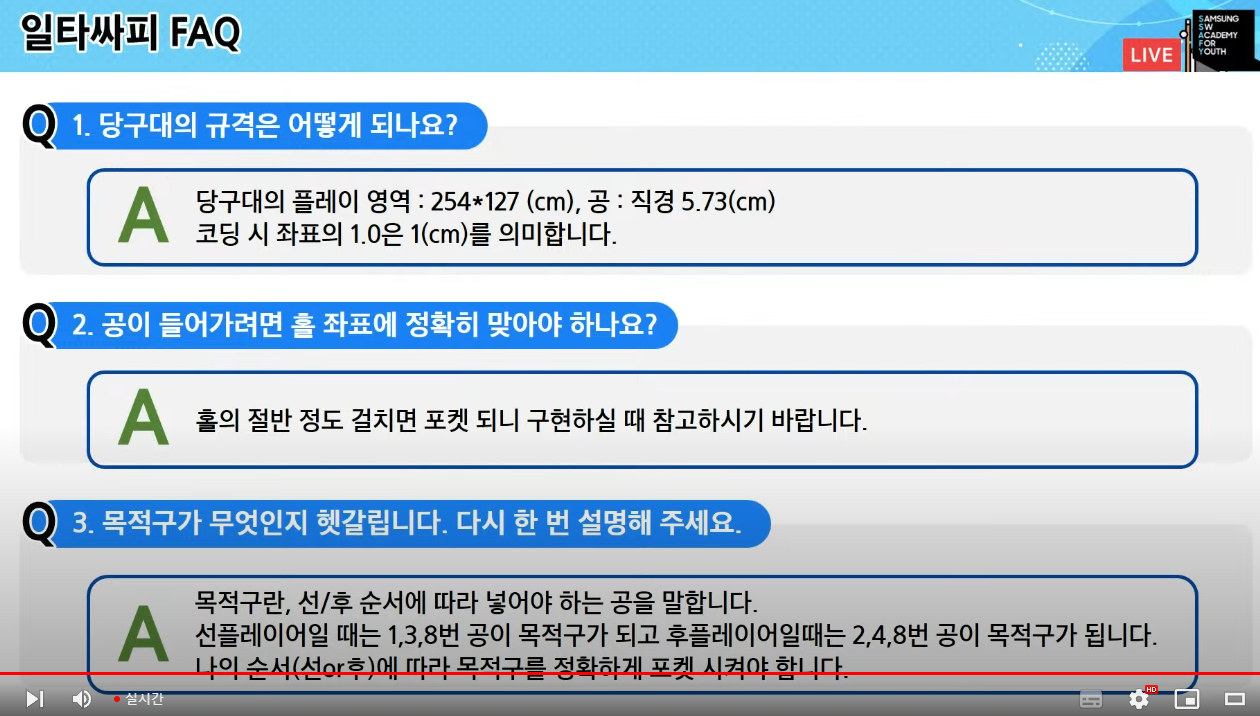 일타싸피 FAQ
LIVE
SAMSUNG
SW
ACADEMY
FOR
YOUTH
Q 1. 당구대의 규격은 어떻게 되나요?
A 당구대의 플레이 영역 : 254*127 (cm), 공 : 직경 5.73(cm)
코딩 시 좌표의 1.0은 1(cm)를 의미합니다.
Q 2. 공이 들어가려면 홀 좌표에 정확히 맞아야 하나요?
A 홀의 절반 정도 걸치면 포켓 되니 구현하실 때 참고하시기 바랍니다.
Q 3. 목적구가 무엇인지 헷갈립니다. 다시 한 번 설명해 주세요.
A 목적구란, 선/후 순서에 따라 넣어야 하는 공을 말합니다.
선플레이어일 때는 1,3,8번 공이 목적구가 되고 후플레이어일때는 2,4,8번 공이 목적구가 됩니다.
나의 순서(선or후)에 따라 목적구를 정확하게 포켓 시켜야 합니다.
실시간
HD